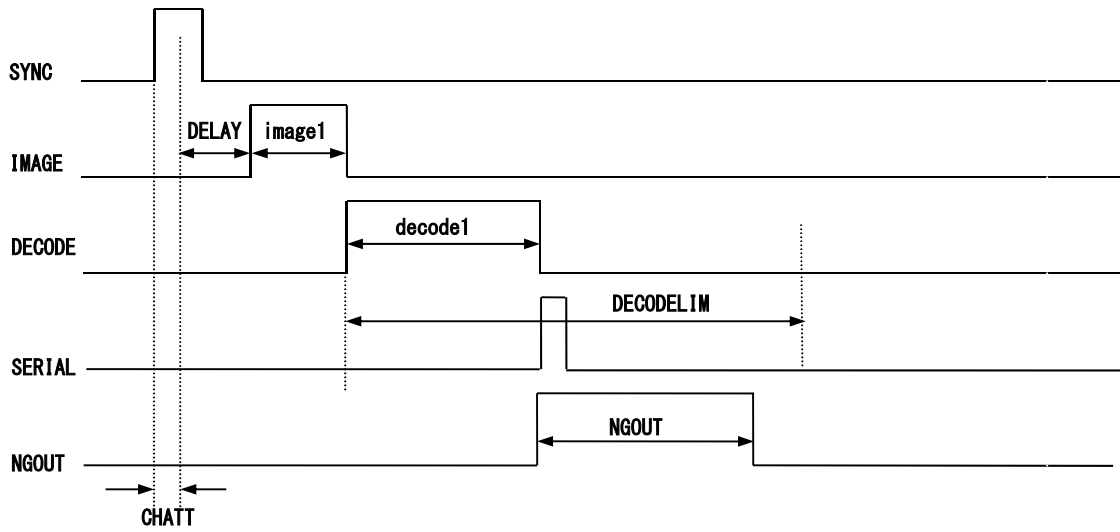 SYNC
DELAY
image1
IMAGE
decode1
DECODE
DECODELIM
SERIAL
NGOUT
NGOUT
CHATT